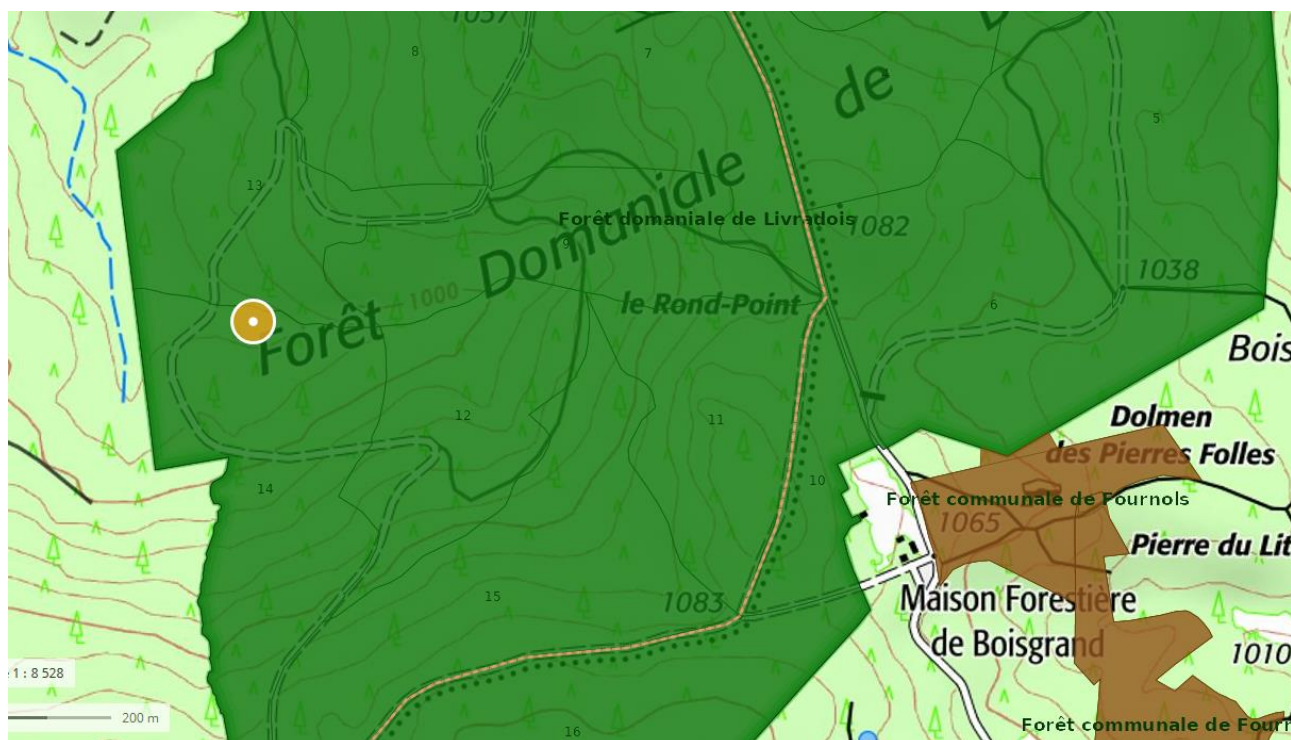 1037
8
7
de
5
13
Forêt domaniale de Livradois
1082
9
Domaniale
1038
1000
le Rond-Point
6
Forêt
Bois
12
11
Dolmen
des Pierres Folles
14
10
Forêt communale de Fournols
1065
Pierre du Lit
15
1083
Maison Forestière
de Boisgrand
1010
1 : 8 528
200 m
16
Forêt communale de Fourn